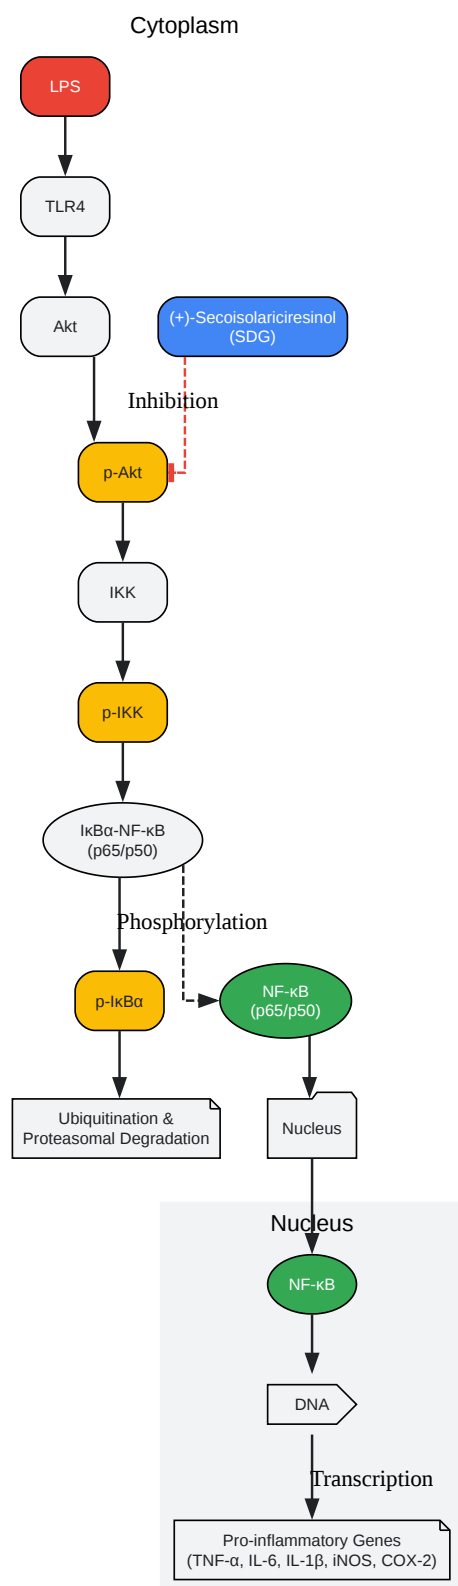 Cytoplasm
LPS
TLR4
Akt
(+)-Secoisolariciresinol
(SDG)
Inhibition
p-Akt
IKK
p-IKK
IκBα-NF-κB
(p65/p50)
Phosphorylation
p-IκBα
NF-κB
(p65/p50)
Ubiquitination &
Proteasomal Degradation
Nucleus
Nucleus
NF-κB
DNA
Transcription
Pro-inflammatory Genes
(TNF-α, IL-6, IL-1β, iNOS, COX-2)